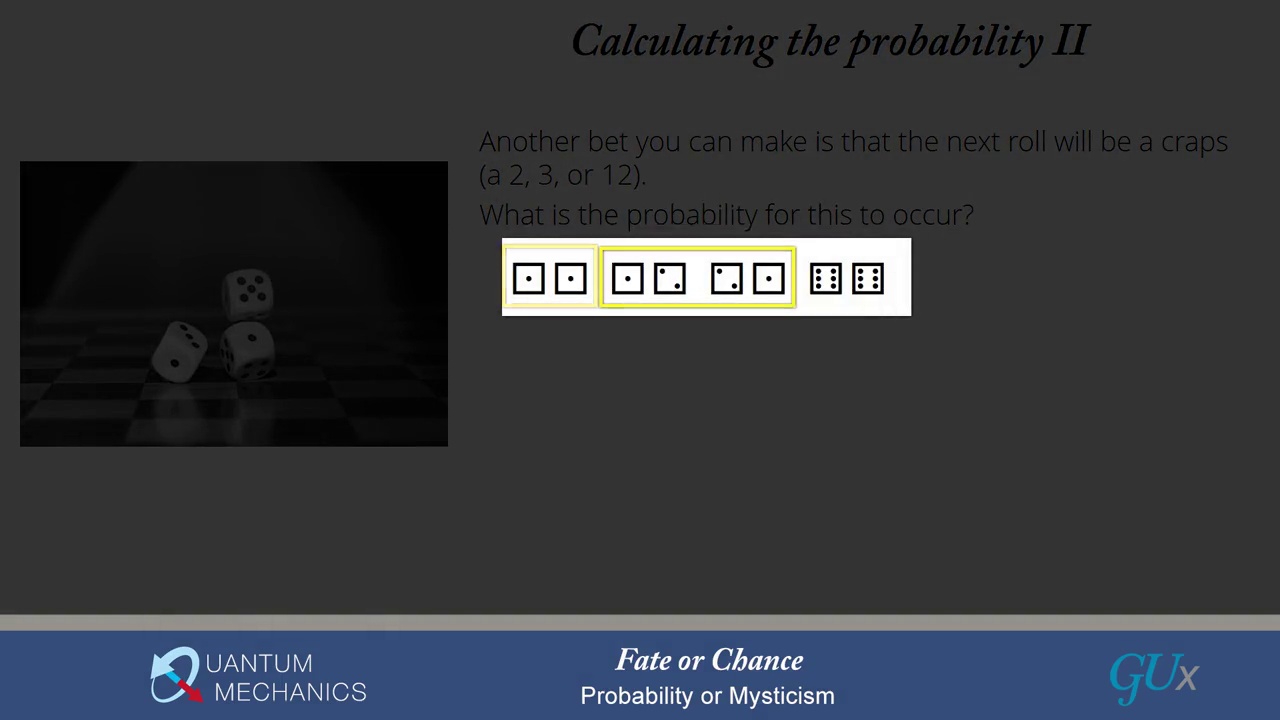 Calculating the probability II
Another bet you can make is that the next roll will be a craps
(a 2, 3, or 12).
What is the probability for this to occur?
QUANTUM
MECHANICS
Fate or Chance
Probability or Mysticism
GUx